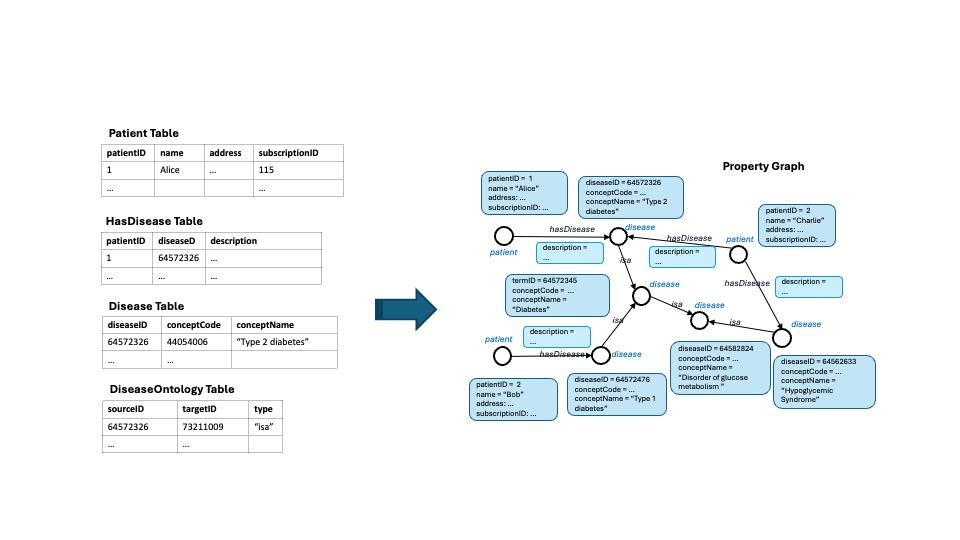 Patient Table
patientID name address subscriptionID
1 Alice ... 115
... ...
HasDisease Table
patientID diseaseD description
1 64572326 ...
... ... ...
Disease Table
diseaseID conceptCode conceptName
64572326 44054006 “Type 2 diabetes”
... ...
DiseaseOntology Table
sourceID targetID type
64572326 73211009 “isa”
... ...
Property Graph
patientID = 1
name = “Alice”
address: ...
subscriptionID: ...
diseaseID = 64572326
conceptCode = ...
conceptName = “Type 2
diabetes”
patientID = 2
name = “Charlie”
address: ...
subscriptionID: ...
hasDisease
disease
hasDisease
patient
patient
description =
...
isa
description =
...
termID = 64572345
conceptCode = ...
conceptName =
“Diabetes”
disease
hasDisease
description =
...
isa
disease
isa
isa
disease
patient
description =
...
hasDisease
disease
patientID = 2
name = “Bob”
address: ...
subscriptionID: ...
diseaseID = 64572476
conceptCode = ...
conceptName = “Type 1
diabetes”
diseaseID = 64582824
conceptCode = ...
conceptName =
“Disorder of glucose
metabolism ”
diseaseID = 64562633
conceptCode = ...
conceptName =
“Hypoglycemic
Syndrome”